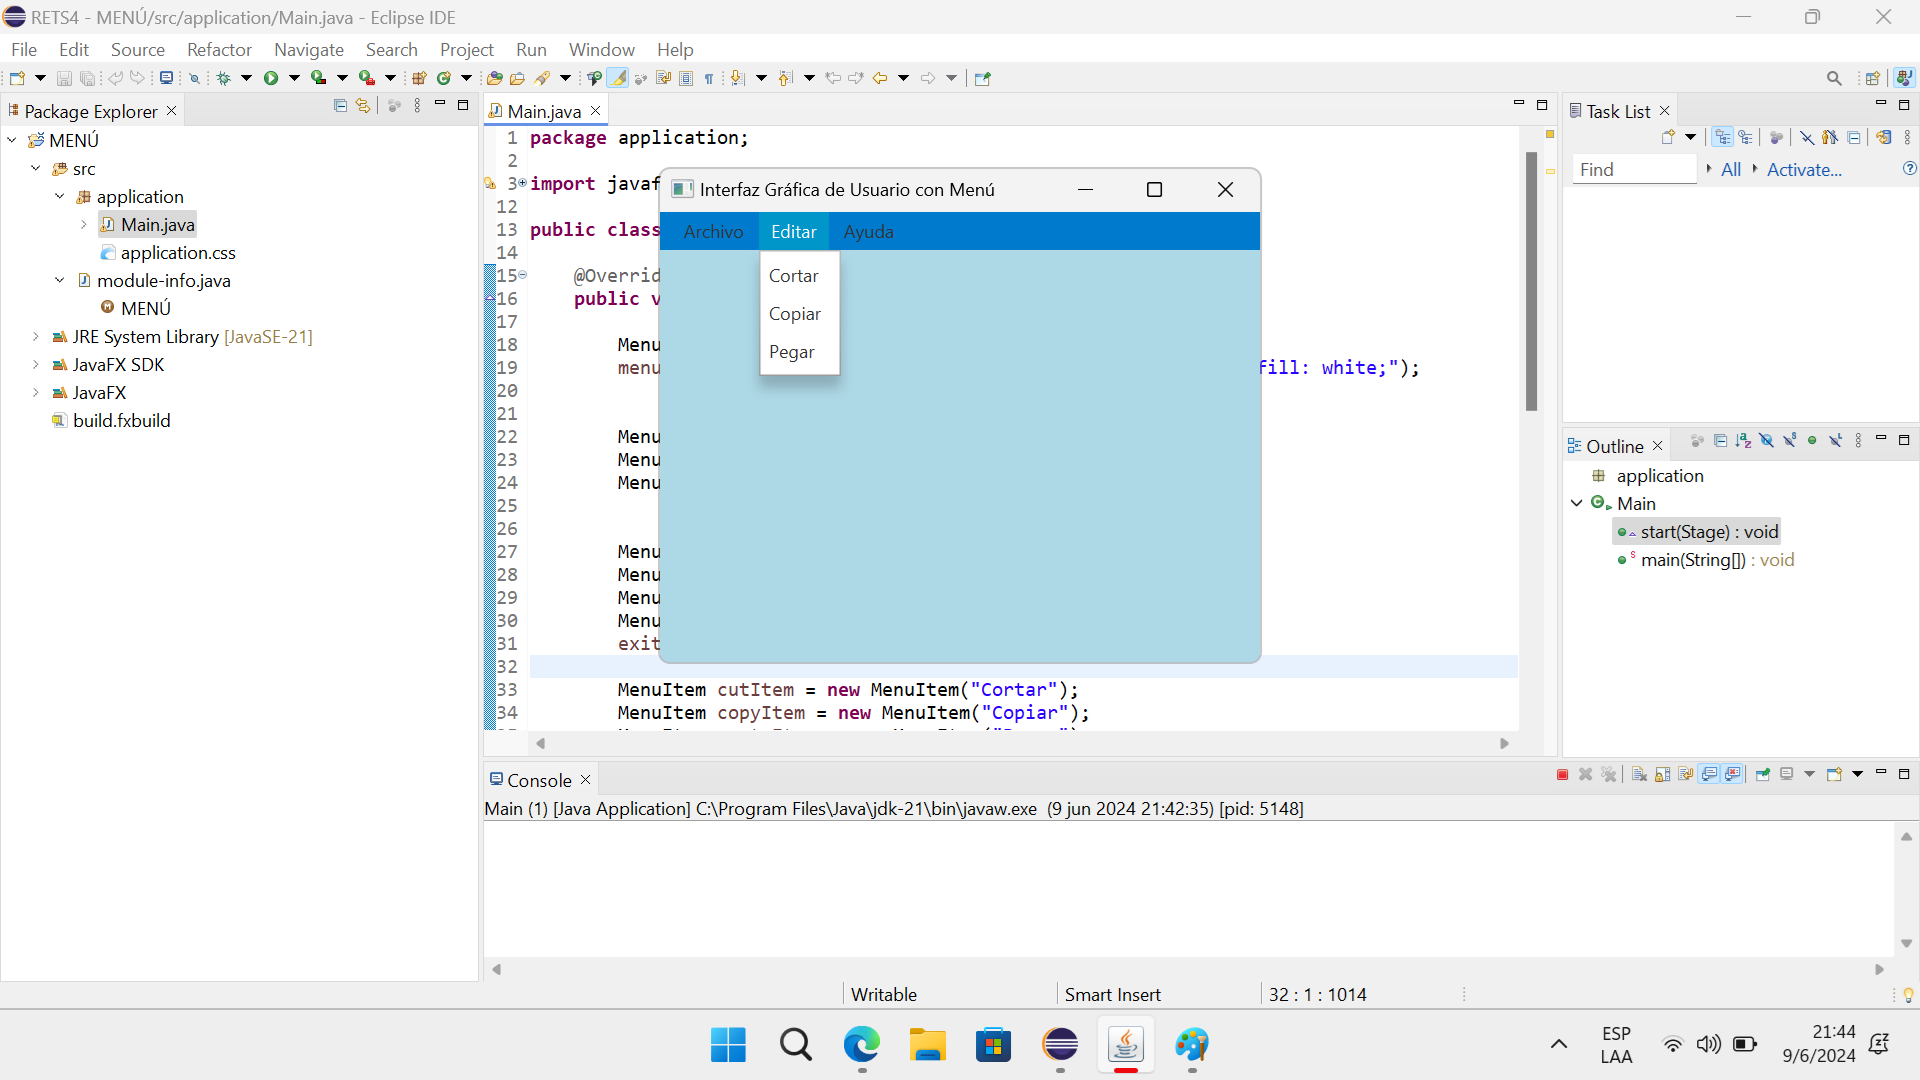 RETS4 - MENÚ/src/application/Main.java - Eclipse IDE
File Edit Source Refactor Navigate Search Project Run Window Help
Package Explorer
MENÚ
src
application
Main.java
application.css
module-info.java
MENÚ
JRE System Library [JavaSE-21]
JavaFX SDK
JavaFX
build.fxbuild
Main.java
1 package application;
2
3 import javaf
12
13 public class
14
15 @Overrid
16 public v
17
18 Menu
19 menu fill: white;");
20
21
22 Menu
23 Menu
24 Menu
25
26
27 Menu
28 Menu
29 Menu
30 Menu
31 exit
32
33 MenuItem cutItem = new MenuItem("Cortar");
34 MenuItem copyItem = new MenuItem("Copiar");
Interfaz Gráfica de Usuario con Menú
Archivo Editar Ayuda
Cortar
Copiar
Pegar
Task List
Find All Activate...
Outline
application
Main
start(Stage) : void
main(String[]) : void
Console
Main (1) [Java Application] C:\Program Files\Java\jdk-21\bin\javaw.exe (9 jun 2024 21:42:35) [pid: 5148]
Writable Smart Insert 32 : 1 : 1014
ESP
LAA
21:44
9/6/2024